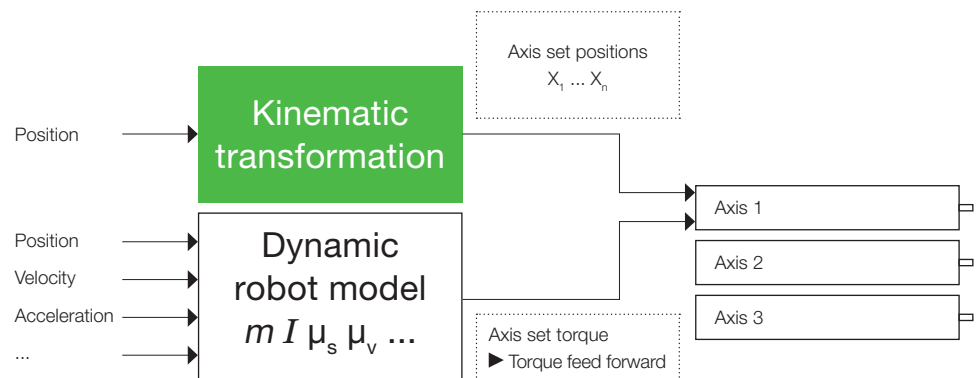 Axis set positions
X₁ ... Xₙ
Position
Kinematic
transformation
Axis 1
Position
Velocity
Acceleration
...
Dynamic
robot model
m I μₛ μᵥ ...
Axis 2
Axis 3
Axis set torque
▶ Torque feed forward